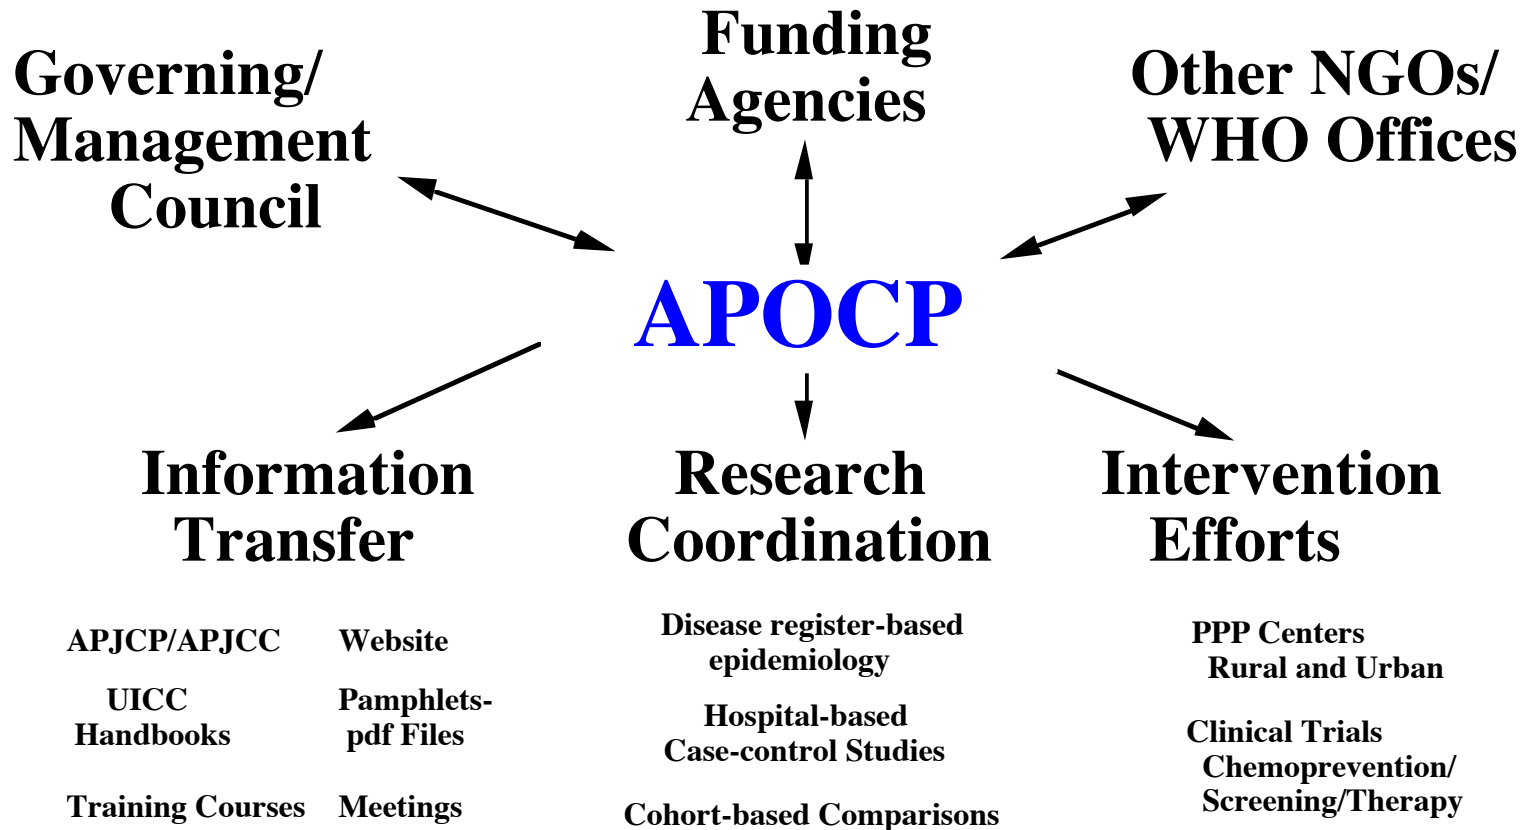 Governing/
Management
Council
Funding
Agencies
Other NGOs/
WHO Offices
APOCP
Information
Transfer
Research
Coordination
Intervention
Efforts
APJCP/APJCC
UICC
Handbooks
Training Courses
Website
Pamphlets-
pdf Files
Meetings
Disease register-based
epidemiology
Hospital-based
Case-control Studies
Cohort-based Comparisons
PPP Centers
Rural and Urban
Clinical Trials
Chemoprevention/
Screening/Therapy